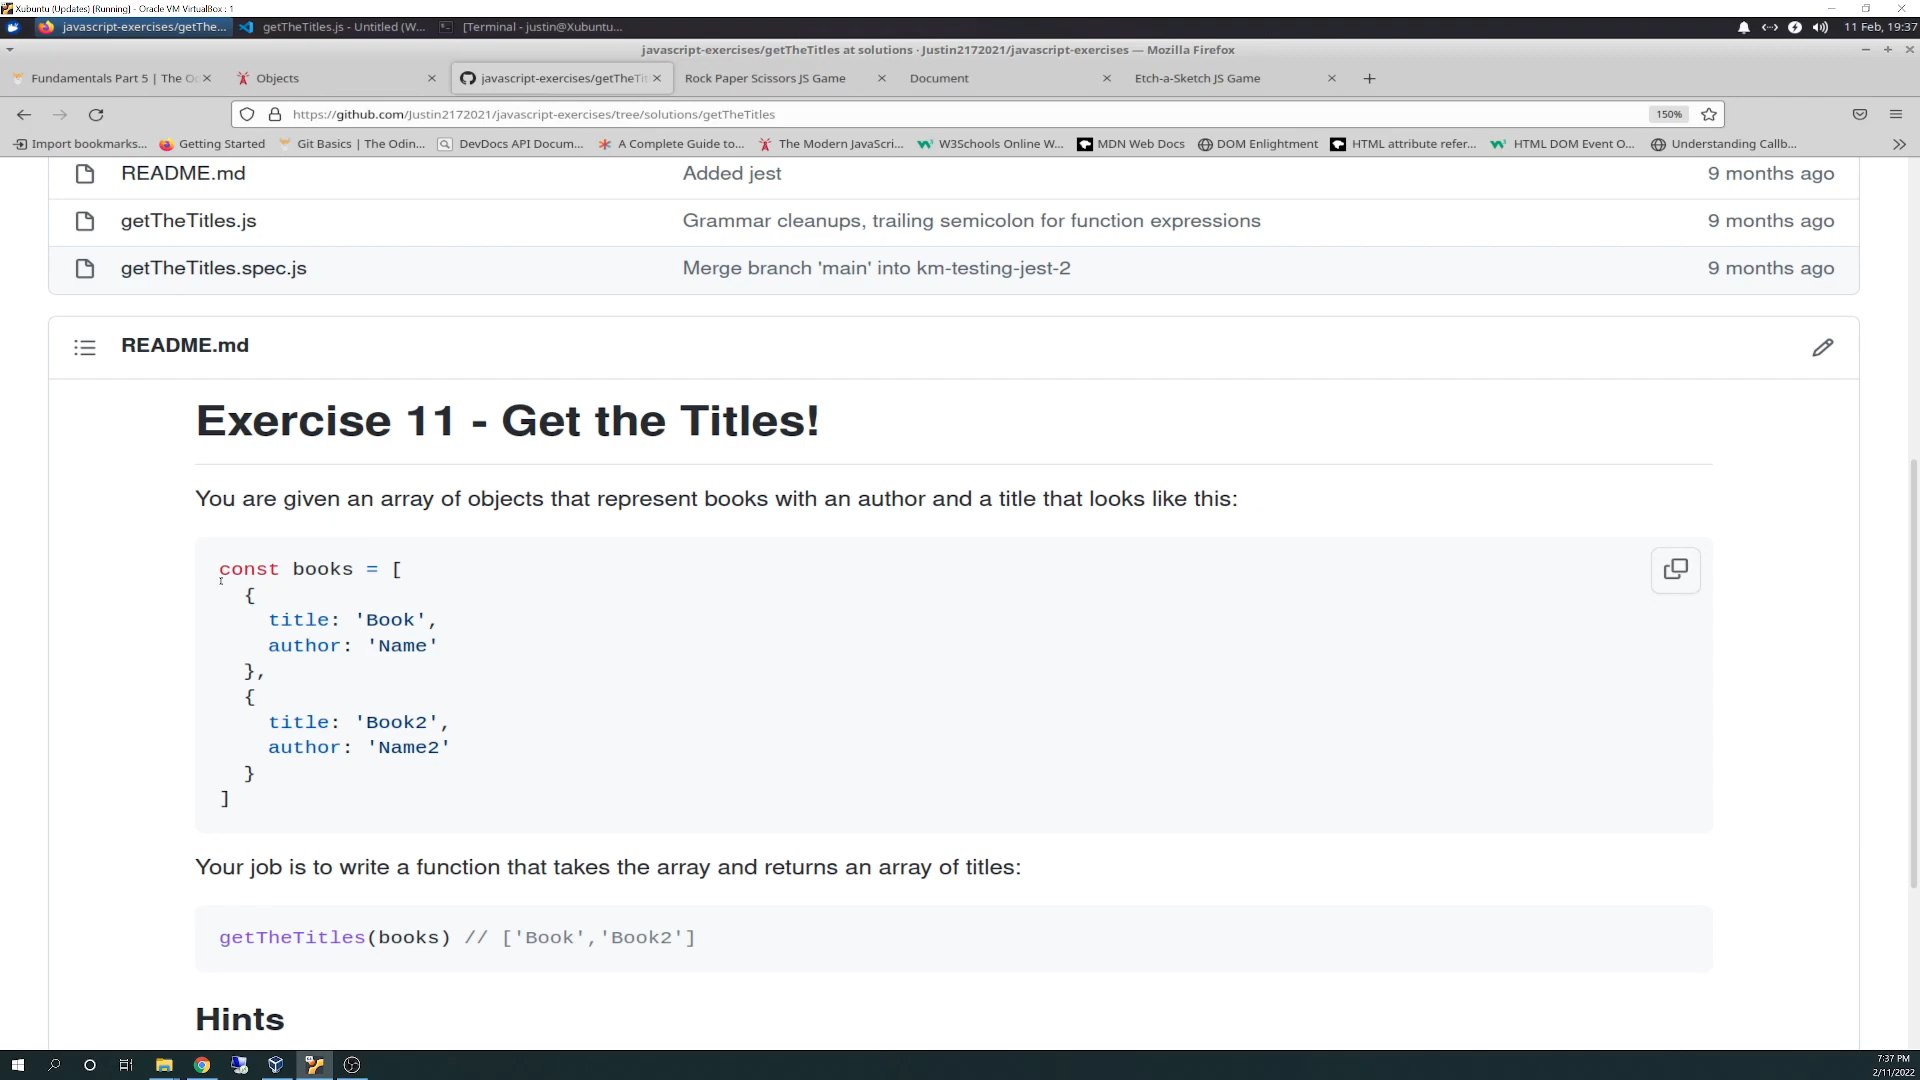 Xubuntu (Updates) [Running] - Oracle VM VirtualBox : 1
javascript-exercises/getThe... getTheTitles.js - Untitled (W... [Terminal - justin@Xubuntu... 11 Feb, 19:37
javascript-exercises/getTheTitles at solutions · Justin2172021/javascript-exercises — Mozilla Firefox
Fundamentals Part 5 | The O Objects javascript-exercises/getTheTit Rock Paper Scissors JS Game Document Etch-a-Sketch JS Game
https://github.com/Justin2172021/javascript-exercises/tree/solutions/getTheTitles 150%
Import bookmarks... Getting Started Git Basics | The Odin... DevDocs API Docum... A Complete Guide to... The Modern JavaScri... W3Schools Online W... MDN Web Docs DOM Enlightment HTML attribute refer... HTML DOM Event O... Understanding Callb...
README.md Added jest 9 months ago
getTheTitles.js Grammar cleanups, trailing semicolon for function expressions 9 months ago
getTheTitles.spec.js Merge branch 'main' into km-testing-jest-2 9 months ago
README.md
Exercise 11 - Get the Titles!
You are given an array of objects that represent books with an author and a title that looks like this:
const books = [
{
title: 'Book',
author: 'Name'
},
{
title: 'Book2',
author: 'Name2'
}
]
Your job is to write a function that takes the array and returns an array of titles:
getTheTitles(books) // ['Book','Book2']
Hints
7:37 PM
2/11/2022